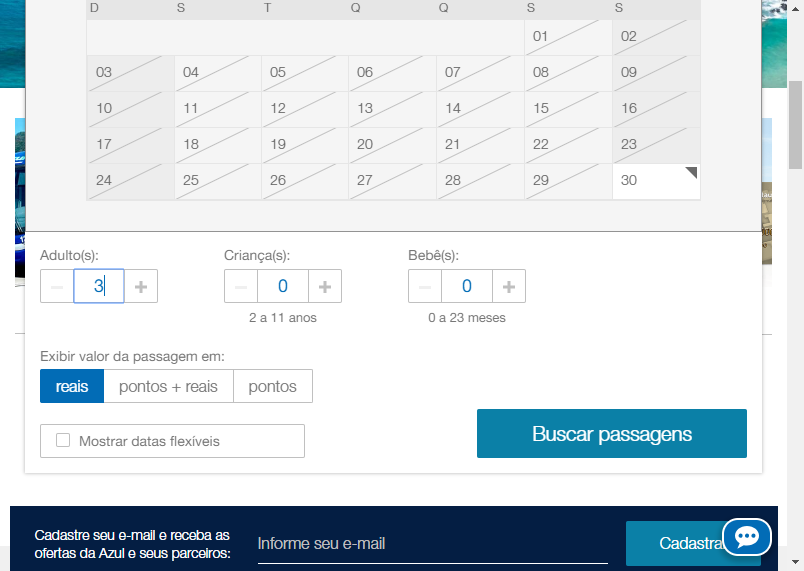 D S T Q Q S S
01 02
03 04 05 06 07 08 09
10 11 12 13 14 15 16
17 18 19 20 21 22 23
24 25 26 27 28 29 30
Adulto(s): Criança(s): Bebê(s):
− 3 + − 0 + − 0 +
2 a 11 anos 0 a 23 meses
Exibir valor da passagem em:
reais pontos + reais pontos
Mostrar datas flexíveis Buscar passagens
Cadastre seu e-mail e receba as
ofertas da Azul e seus parceiros:
Informe seu e-mail
Cadastra